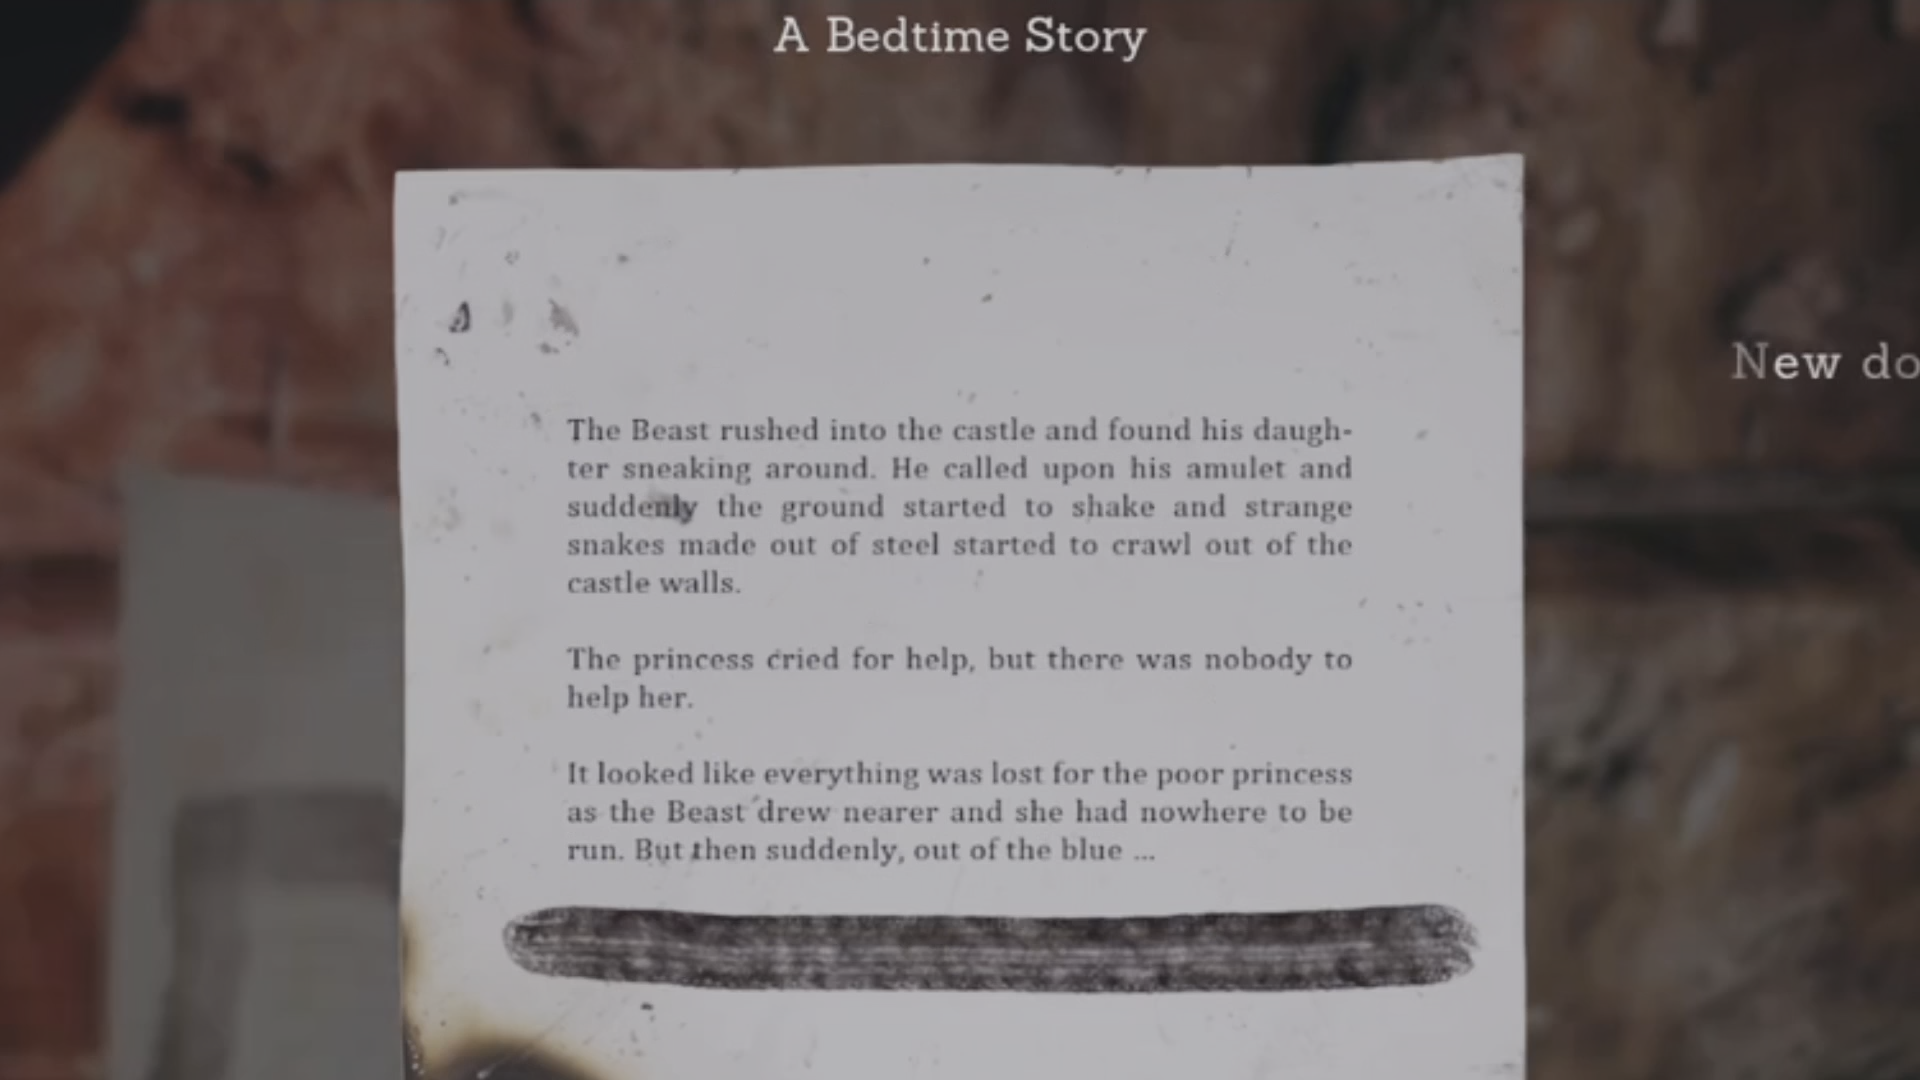 A Bedtime Story
New do
The Beast rushed into the castle and found his daugh-
ter sneaking around. He called upon his amulet and
suddenly the ground started to shake and strange
snakes made out of steel started to crawl out of the
castle walls.
The princess cried for help, but there was nobody to
help her.
It looked like everything was lost for the poor princess
as the Beast drew nearer and she had nowhere to be
run. But then suddenly, out of the blue ...